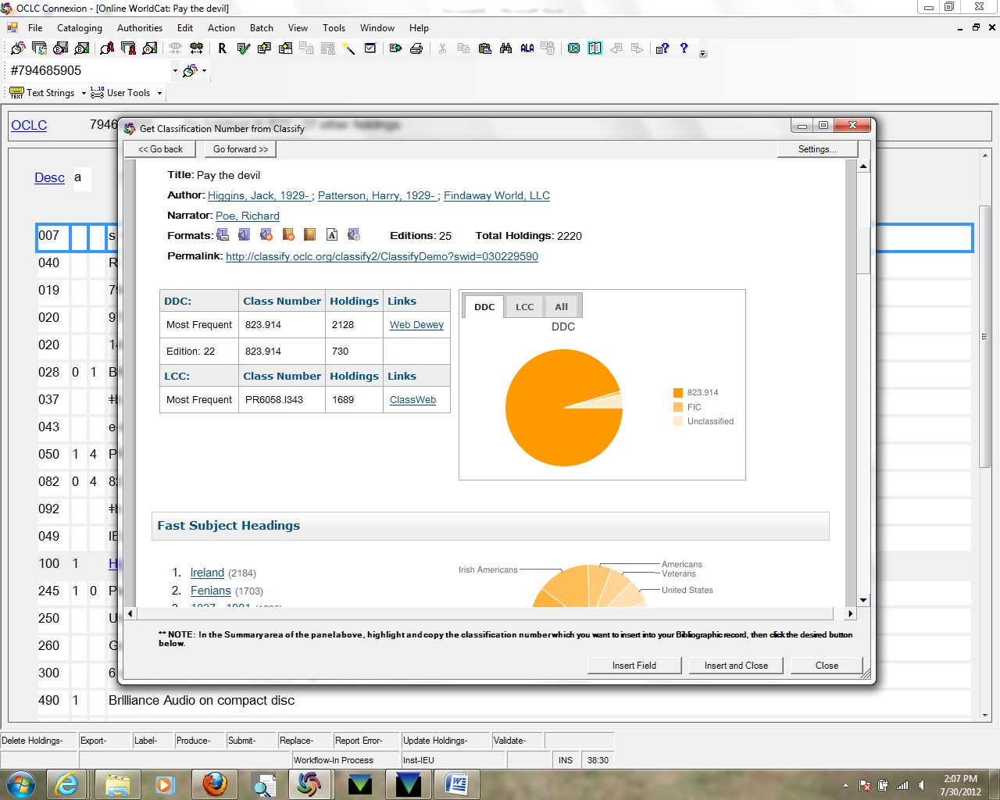 OCLC Connexion - [Online WorldCat: Pay the devil]
File Cataloging Authorities Edit Action Batch View Tools Window Help
#794685905
Text Strings User Tools
OCLC 7946
Get Classification Number from Classify
<< Go back Go forward >> Settings...
Title: Pay the devil
Author: Higgins, Jack, 1929- ; Patterson, Harry, 1929- ; Findaway World, LLC
Narrator: Poe, Richard
Formats: Editions: 25 Total Holdings: 2220
Permalink: http://classify.oclc.org/classify2/ClassifyDemo?swid=030229590
DDC: Class Number Holdings Links
Most Frequent 823.914 2128 Web Dewey
Edition: 22 823.914 730
LCC: Class Number Holdings Links
Most Frequent PR6058.I343 1689 ClassWeb
DDC LCC All
DDC
823.914
FIC
Unclassified
Fast Subject Headings
1. Ireland (2184)
2. Fenians (1703)
Irish Americans
Americans
Veterans
United States
** NOTE: In the Summary area of the panel above, highlight and copy the classification number which you want to insert into your Bibliographic record, then click the desired button
below.
Insert Field Insert and Close Close
Desc a
007 s
040 R
019 79
020 97
020 14
028 0 1 B
037 ‡b
043 e-
050 1 4 P
082 0 4 82
092 ‡b
049 IE
100 1 H
245 1 0 P
250 U
260 G
300 6
490 1 Brilliance Audio on compact disc
Delete Holdings- Export- Label- Produce- Submit- Replace- Report Error- Update Holdings- Validate-
Workflow-In Process Inst-IEU INS 38:30
2:07 PM
7/30/2012